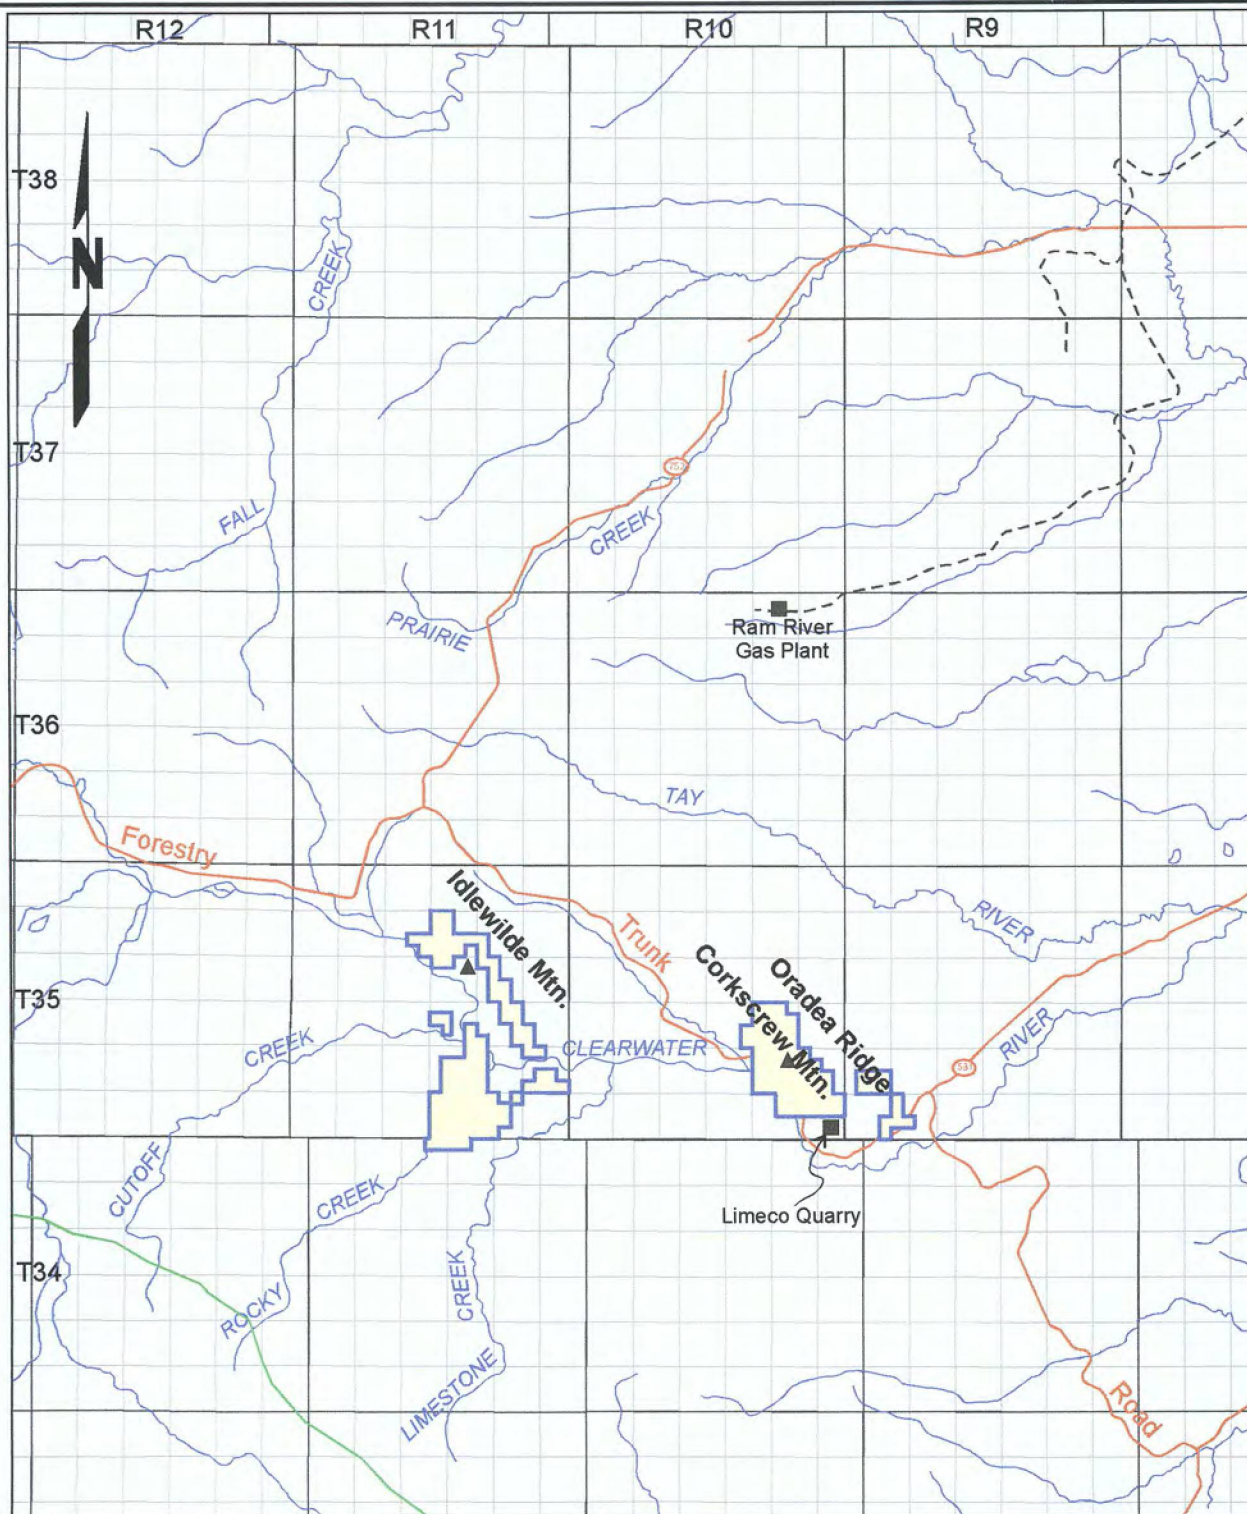 R12 R11 R10 R9
T38
N
CREEK
T37
752
FALL
CREEK
PRAIRIE
Ram River
Gas Plant
T36
TAY
Forestry
Idlewilde Mtn.
RIVER
Trunk
Corkscrew Mtn.
Oradea Ridge
T35
CREEK
CLEARWATER
RIVER
CUTOFF
CREEK
Limeco Quarry
T34
CREEK
ROCKY
LIMESTONE
Road